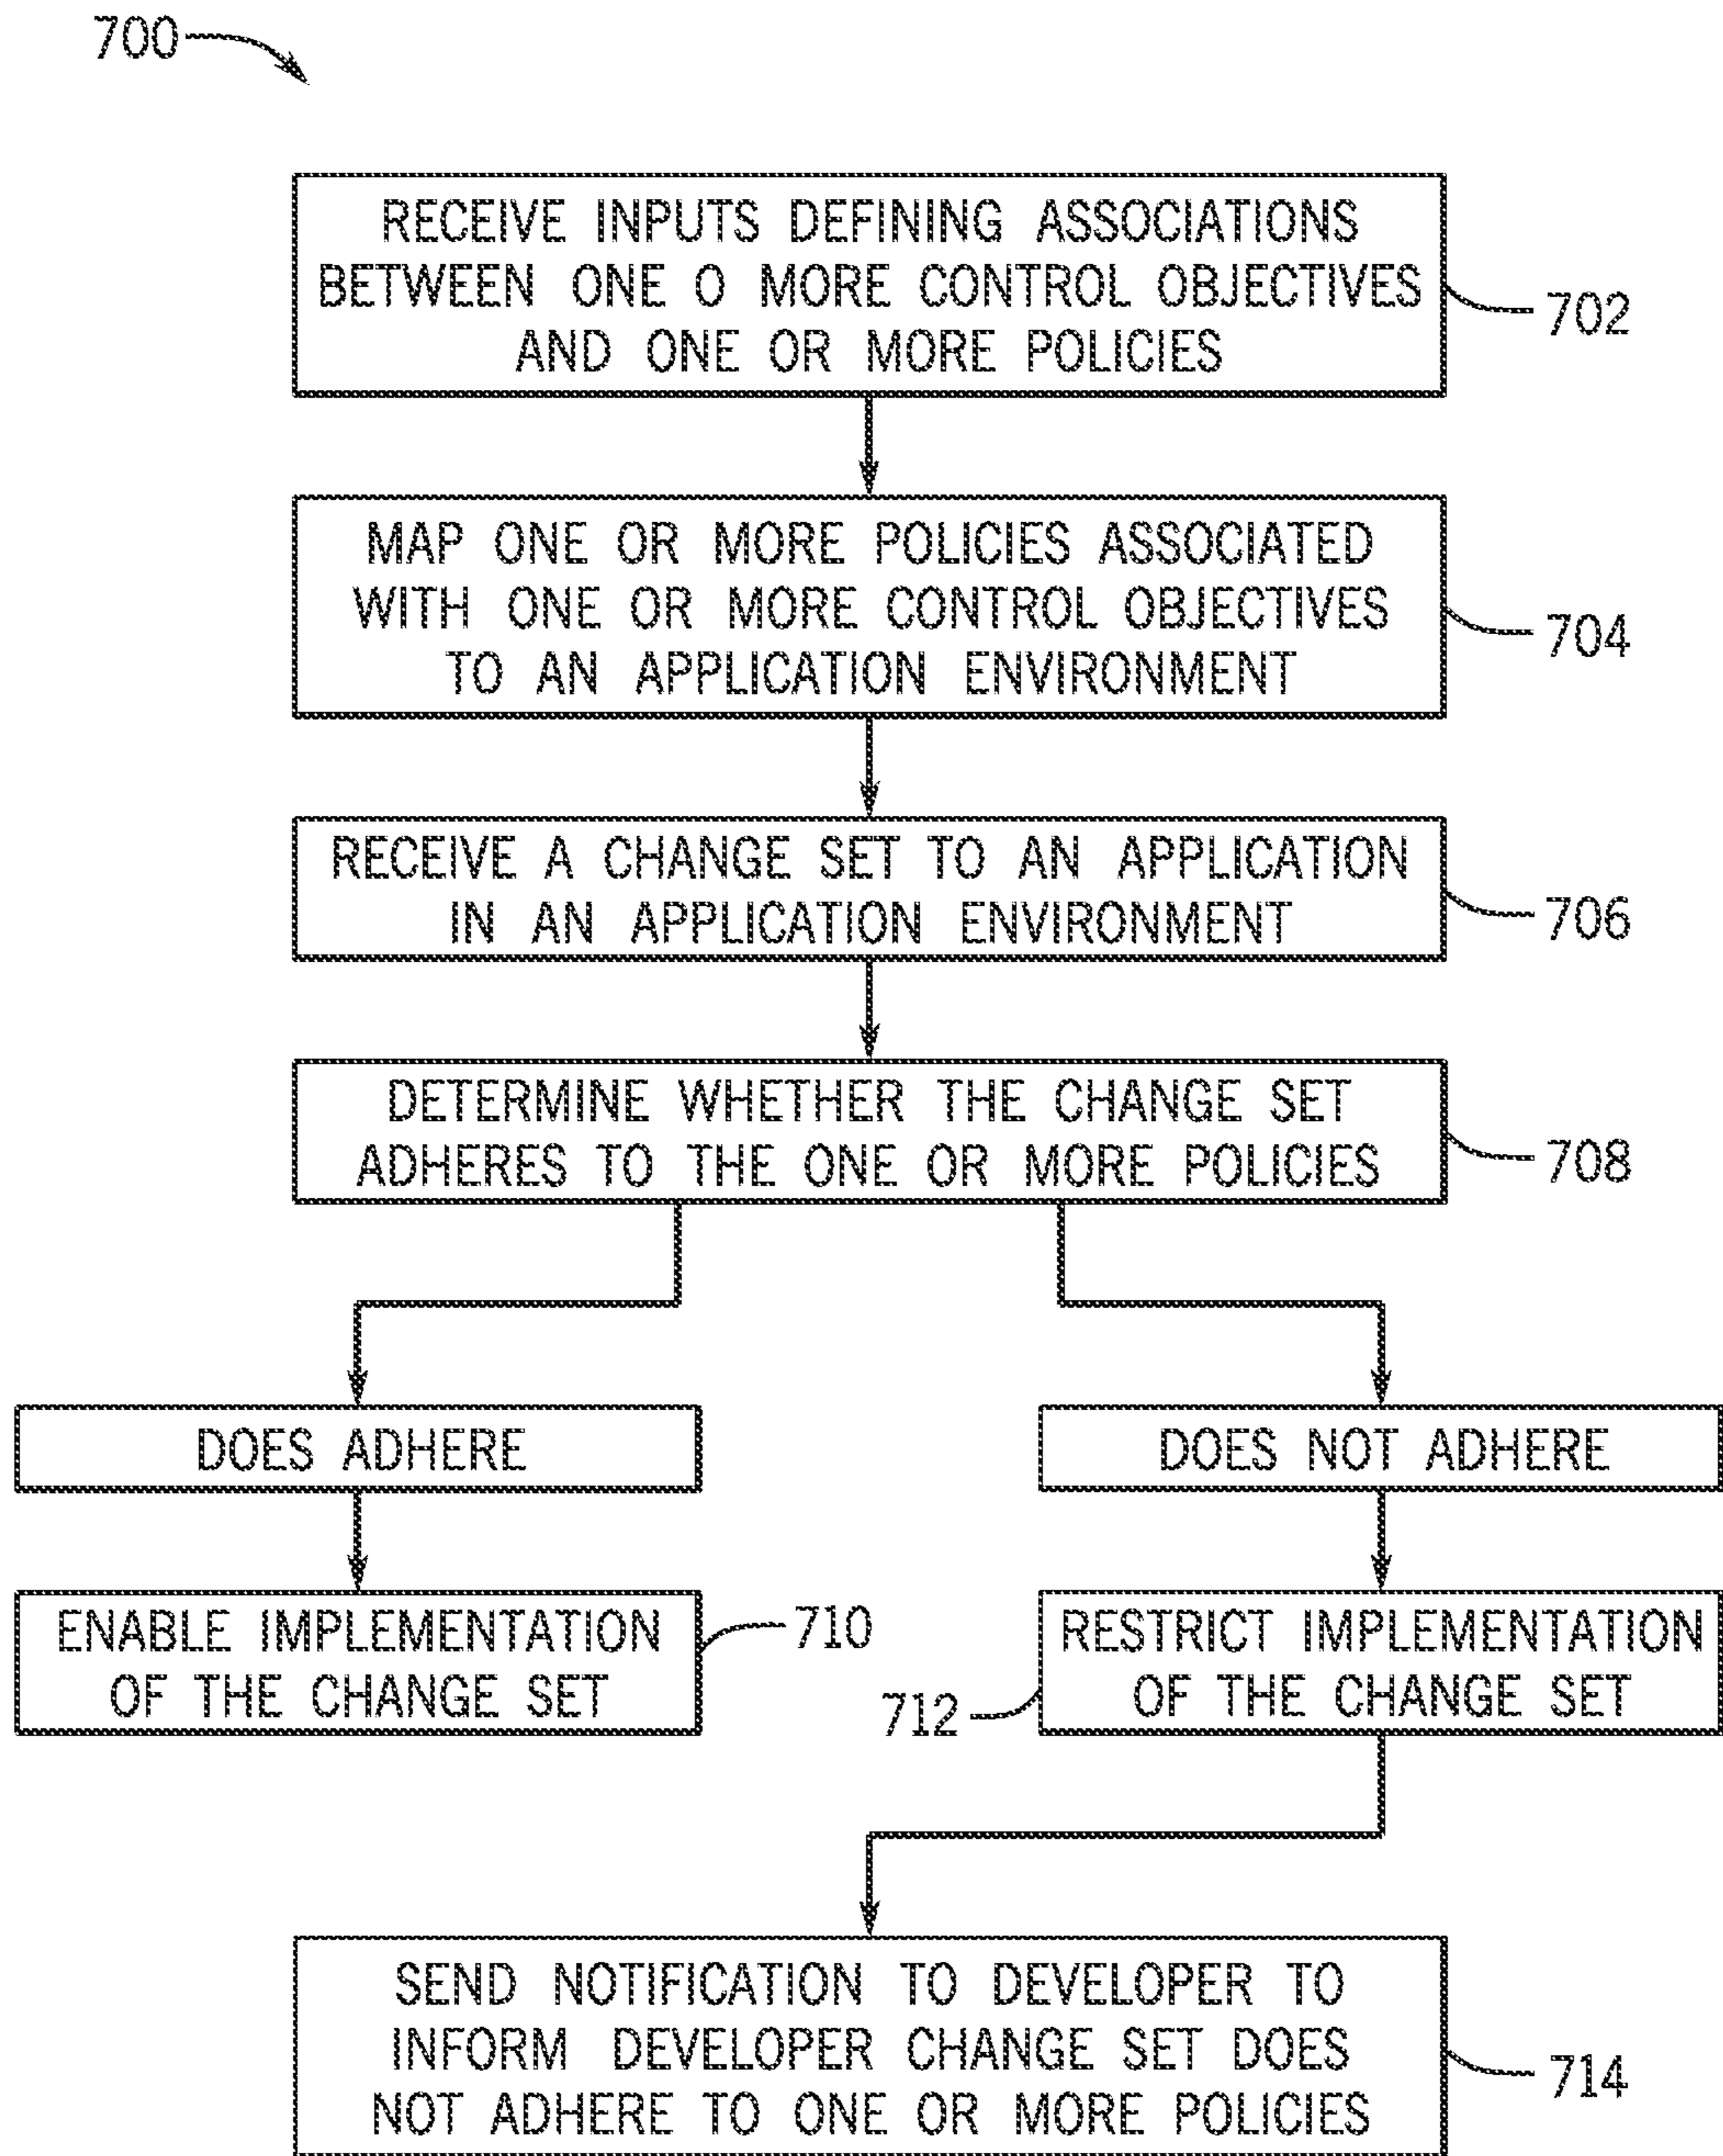 700
RECEIVE INPUTS DEFINING ASSOCIATIONS
BETWEEN ONE O MORE CONTROL OBJECTIVES
AND ONE OR MORE POLICIES
702
MAP ONE OR MORE POLICIES ASSOCIATED
WITH ONE OR MORE CONTROL OBJECTIVES
TO AN APPLICATION ENVIRONMENT
704
RECEIVE A CHANGE SET TO AN APPLICATION
IN AN APPLICATION ENVIRONMENT
706
DETERMINE WHETHER THE CHANGE SET
ADHERES TO THE ONE OR MORE POLICIES
708
DOES ADHERE
DOES NOT ADHERE
ENABLE IMPLEMENTATION
OF THE CHANGE SET
710
RESTRICT IMPLEMENTATION
OF THE CHANGE SET
712
SEND NOTIFICATION TO DEVELOPER TO
INFORM DEVELOPER CHANGE SET DOES
NOT ADHERE TO ONE OR MORE POLICIES
714